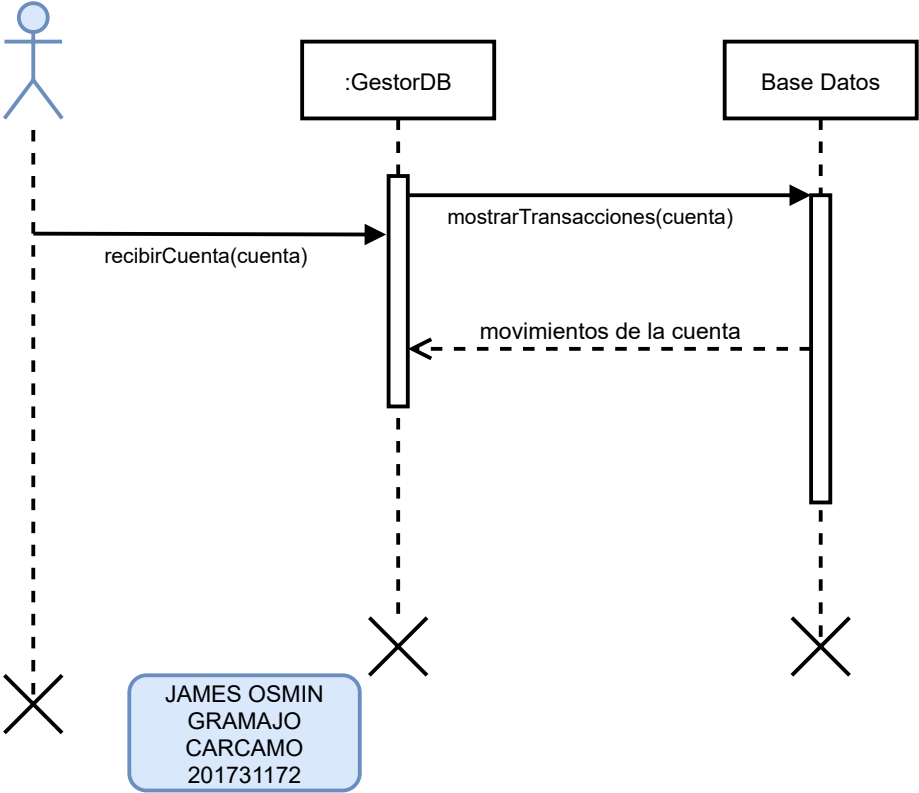 :GestorDB
Base Datos
mostrarTransacciones(cuenta)
recibirCuenta(cuenta)
movimientos de la cuenta
JAMES OSMIN
GRAMAJO
CARCAMO
201731172